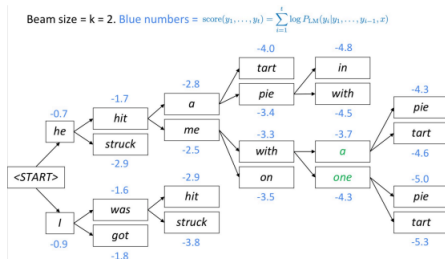 Beam size = k = 2. Blue numbers = score(y₁, . . . , yₜ) = ∑ᵢ₌₁ᵗ log P_LM(yᵢ|y₁, . . . , yᵢ₋₁, x)
-4.0
tart
-4.8
in
-2.8
a
pie
-3.4
with
-4.5
-4.3
pie
-1.7
hit
-0.7
he
struck
-2.9
me
-2.5
-3.3
with
-3.7
a
tart
-4.6
<START>
on
-3.5
one
-4.3
-5.0
pie
-1.6
was
-2.9
hit
I
-0.9
got
-1.8
struck
-3.8
tart
-5.3